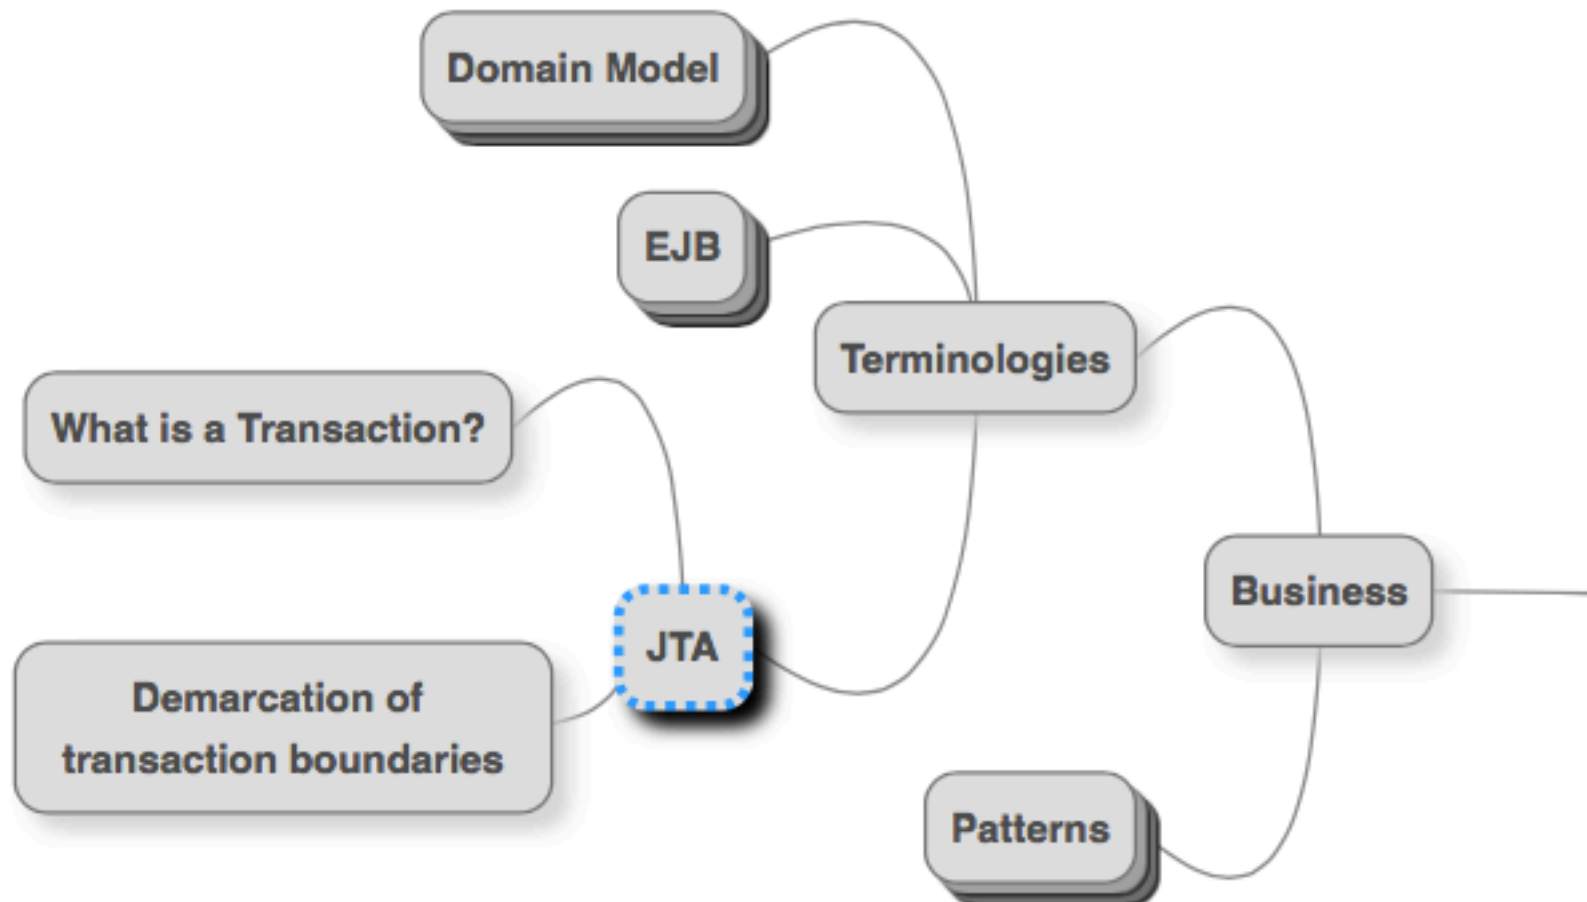 Domain Model
EJB
Terminologies
What is a Transaction?
Business
JTA
Demarcation of
transaction boundaries
Patterns